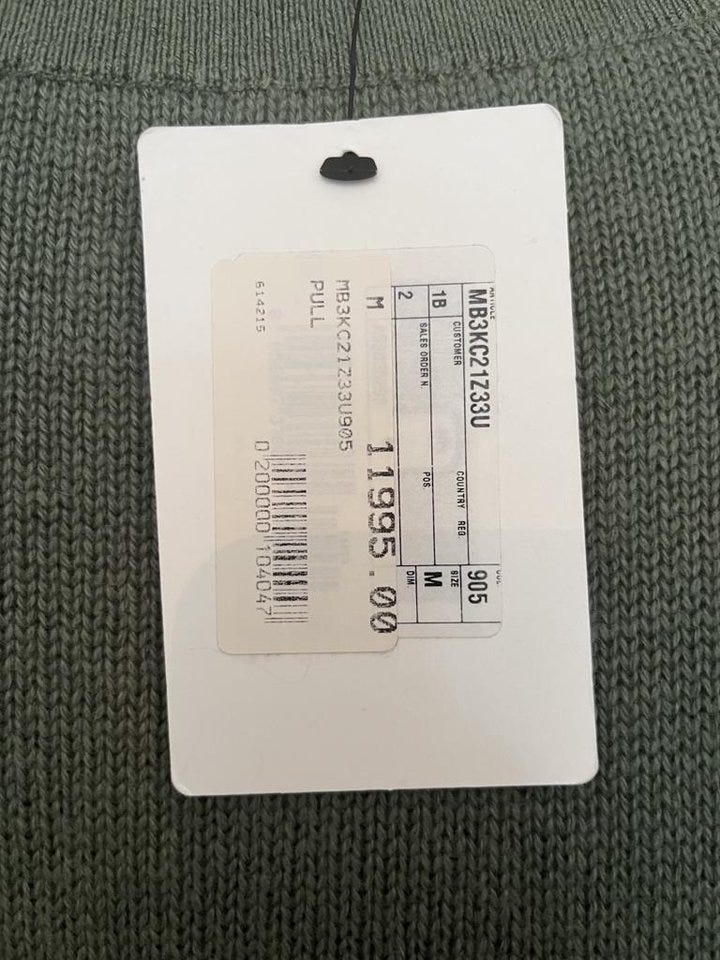 ARTICLE
MB3KC21Z33U 905
CUSTOMER COUNTRY REG. SIZE
1B M
SALES ORDER N. POS. DIM.
2
M 11995.00
MB3KC21Z33U905
PULL
0 200000 104047
614215